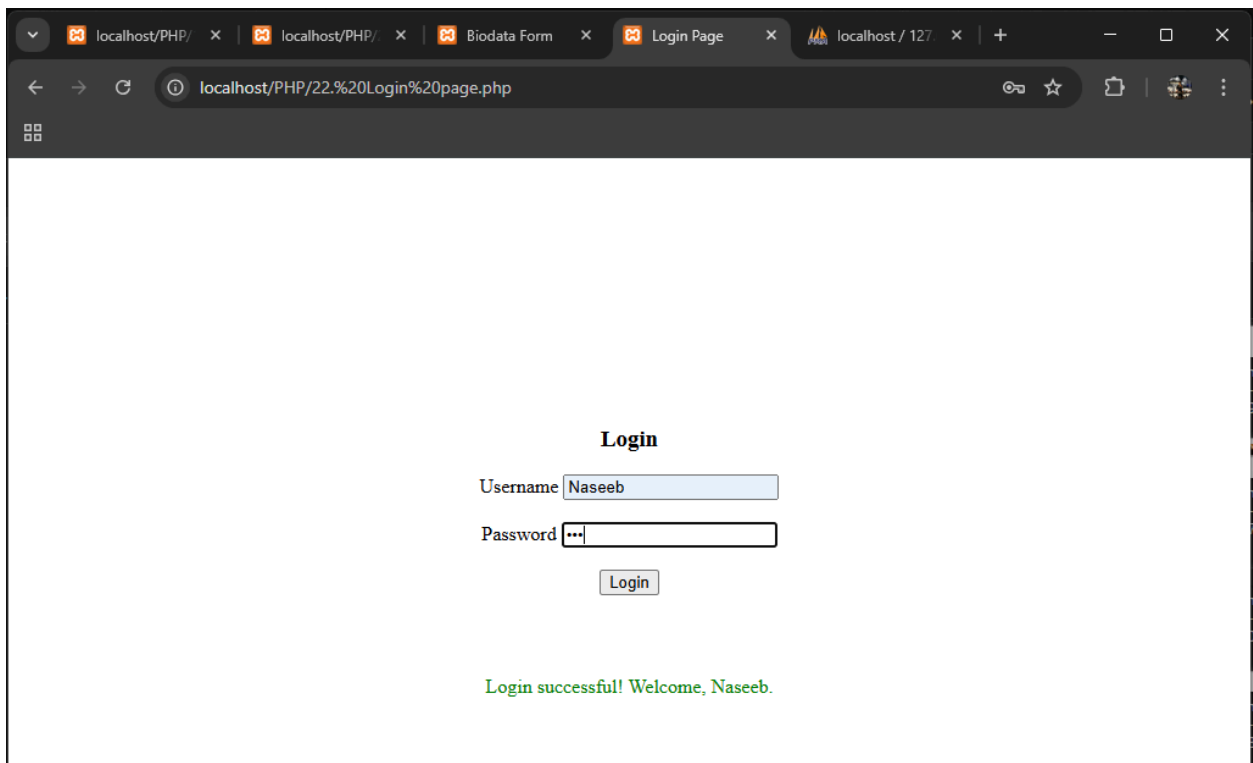 localhost/PHP/
localhost/PHP/
Biodata Form
Login Page
localhost / 127.
localhost/PHP/22.%20Login%20page.php
Login
Username Naseeb
Password •••
Login
Login successful! Welcome, Naseeb.